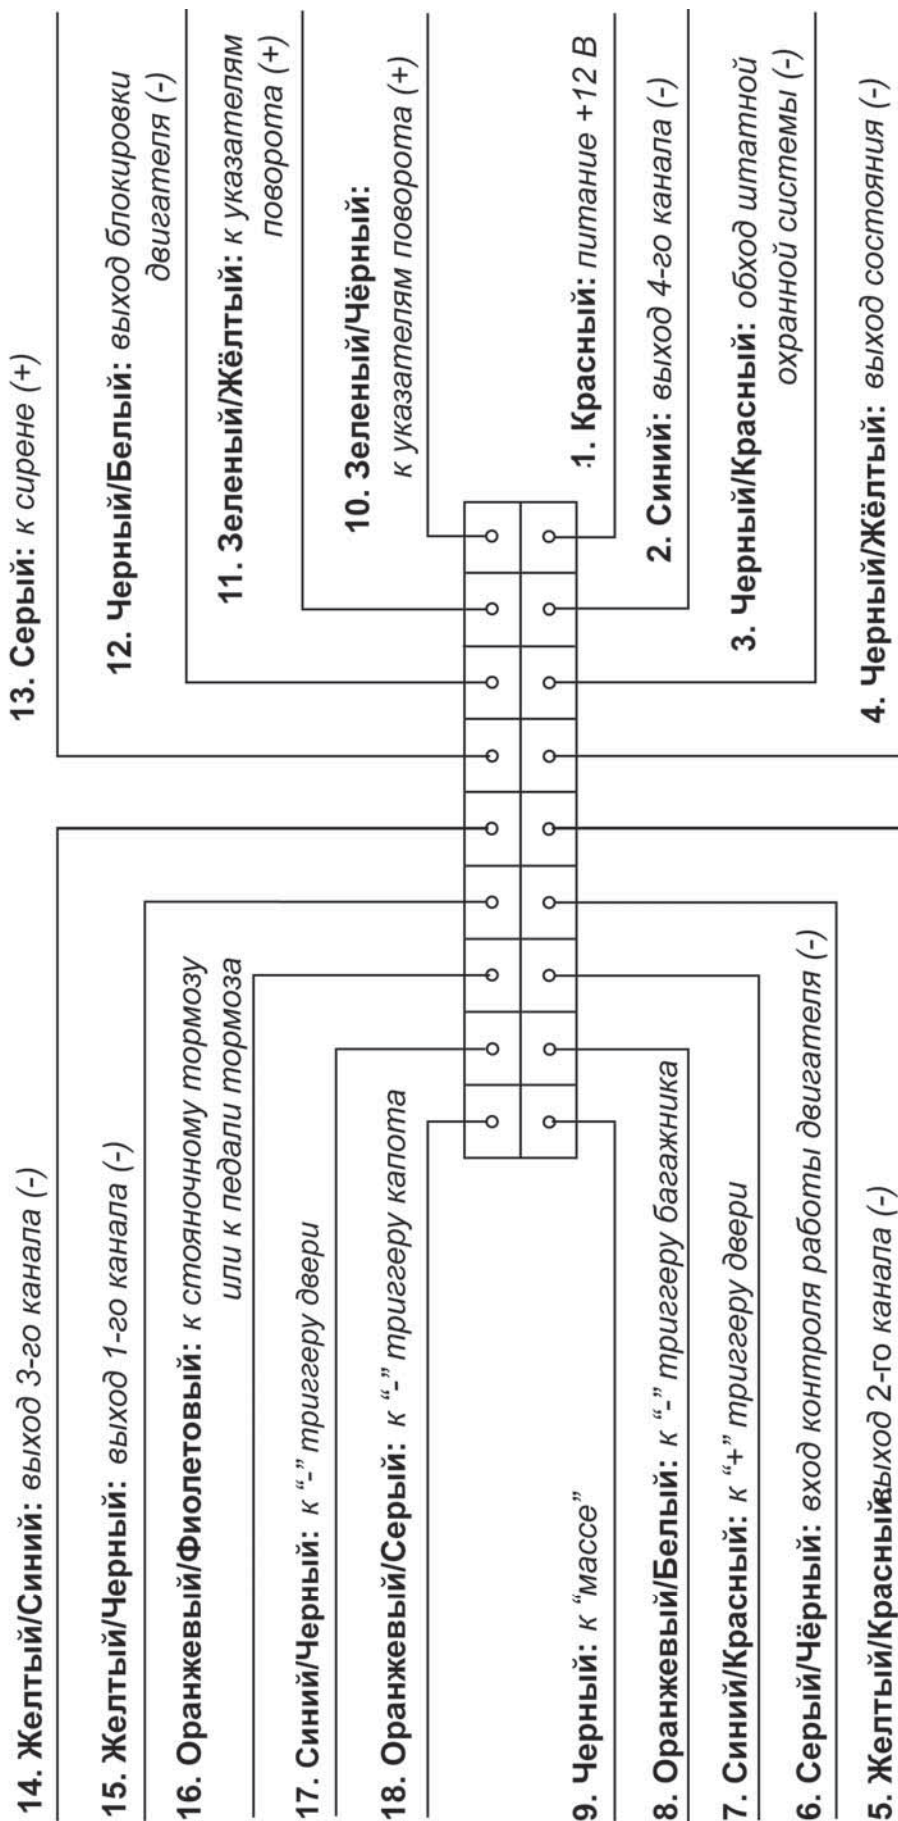 14. Желтый/Синий: выход 3-го канала (-)
15. Желтый/Черный: выход 1-го канала (-)
16. Оранжевый/Фиолетовый: к стояночному тормозу
или к педали тормоза
17. Синий/Черный: к “-” триггеру двери
18. Оранжевый/Серый: к “-” триггеру капота
9. Черный: к “массе”
8. Оранжевый/Белый: к “-” триггеру багажника
7. Синий/Красный: к “+” триггеру двери
6. Серый/Чёрный: вход контроля работы двигателя (-)
5. Желтый/Красный: выход 2-го канала (-)
13. Серый: к сирене (+)
12. Черный/Белый: выход блокировки
двигателя (-)
11. Зеленый/Жёлтый: к указателям
поворота (+)
10. Зеленый/Чёрный:
к указателям поворота (+)
1. Красный: питание +12 В
2. Синий: выход 4-го канала (-)
3. Черный/Красный: обход штатной
охранной системы (-)
4. Черный/Жёлтый: выход состояния (-)